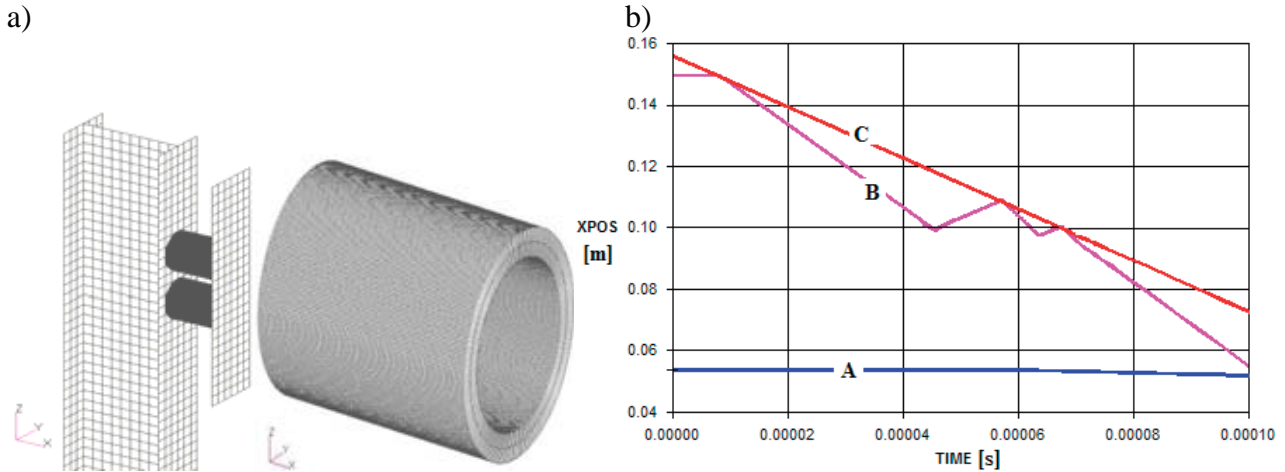 a)
b)
Z
Y
X
Z
Y
X
XPOS
[m]
0.16
0.14
0.12
0.10
0.08
0.06
0.04
C
B
A
0.00000
0.00002
0.00004
0.00006
0.00008
0.00010
TIME [s]